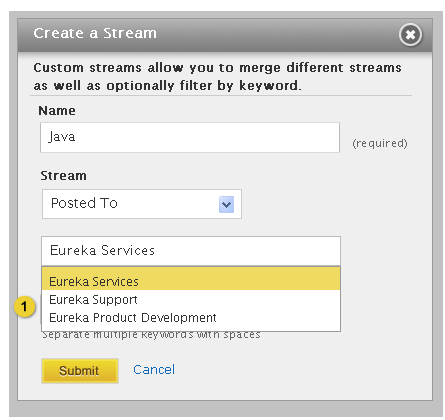 Create a Stream
Custom streams allow you to merge different streams
as well as optionally filter by keyword.
Name
Java
(required)
Stream
Posted To
Eureka Services
Eureka Services
Eureka Support
1
Eureka Product Development
Separate multiple keywords with spaces
Submit
Cancel